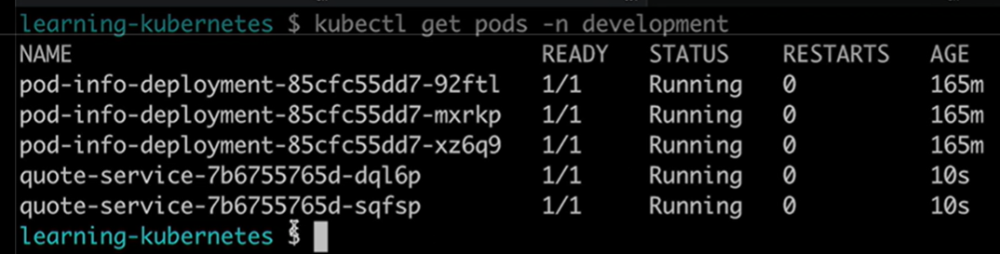 learning-kubernetes $ kubectl get pods -n development
NAME READY STATUS RESTARTS AGE
pod-info-deployment-85cfc55dd7-92ftl 1/1 Running 0 165m
pod-info-deployment-85cfc55dd7-mxrkp 1/1 Running 0 165m
pod-info-deployment-85cfc55dd7-xz6q9 1/1 Running 0 165m
quote-service-7b6755765d-dql6p 1/1 Running 0 10s
quote-service-7b6755765d-sqfsp 1/1 Running 0 10s
learning-kubernetes $